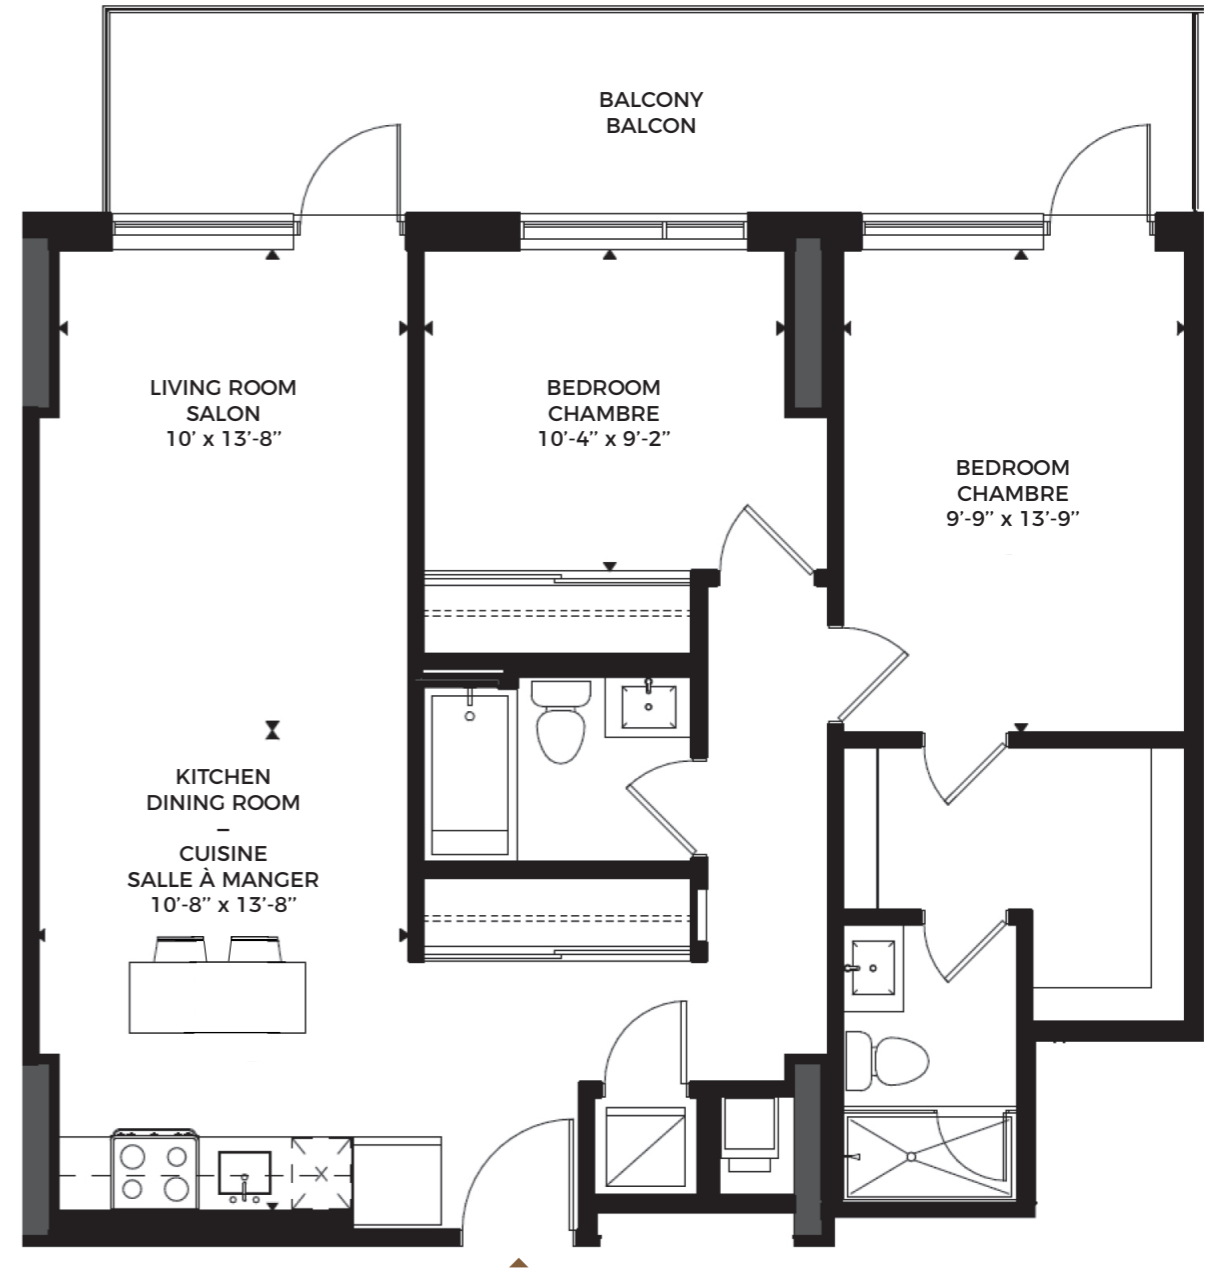 BALCONY
BALCON
LIVING ROOM
SALON
10' x 13'-8’’
BEDROOM
CHAMBRE
10'-4’’ x 9'-2’’
BEDROOM
CHAMBRE
9'-9’’ x 13'-9’’
KITCHEN
DINING ROOM
–
CUISINE
SALLE À MANGER
10'-8’’ x 13'-8’’